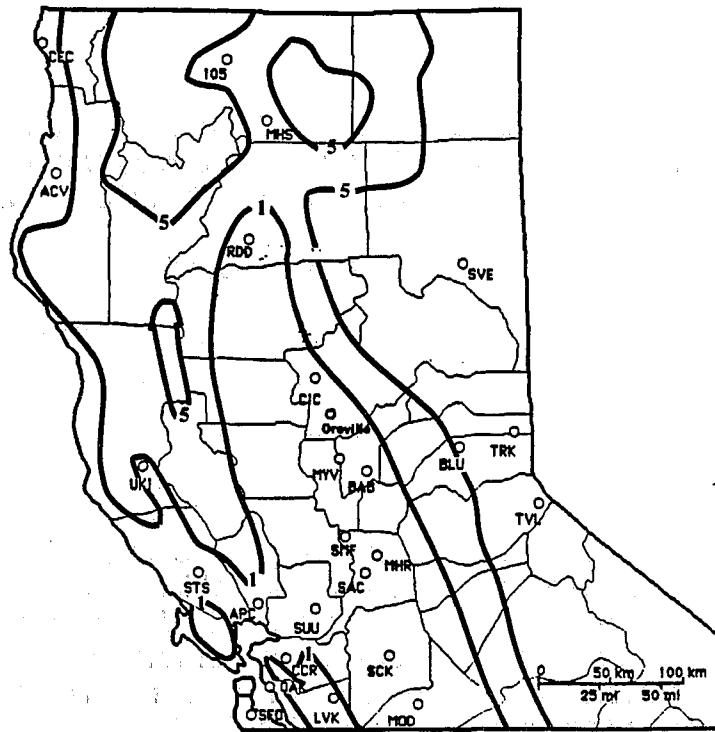 CEC
105
MHS
5
ACV
5
5
1
RDD
SVE
CIC
5
Oroville
TRK
BLU
MYV
BAB
UKI
TVL
SMF
MHR
STS
SAC
1
1
APC
SUU
1
CCR
SCK
OAK
0 50 km 100 km
25 mi 50 mi
SFO
LVK
MOD